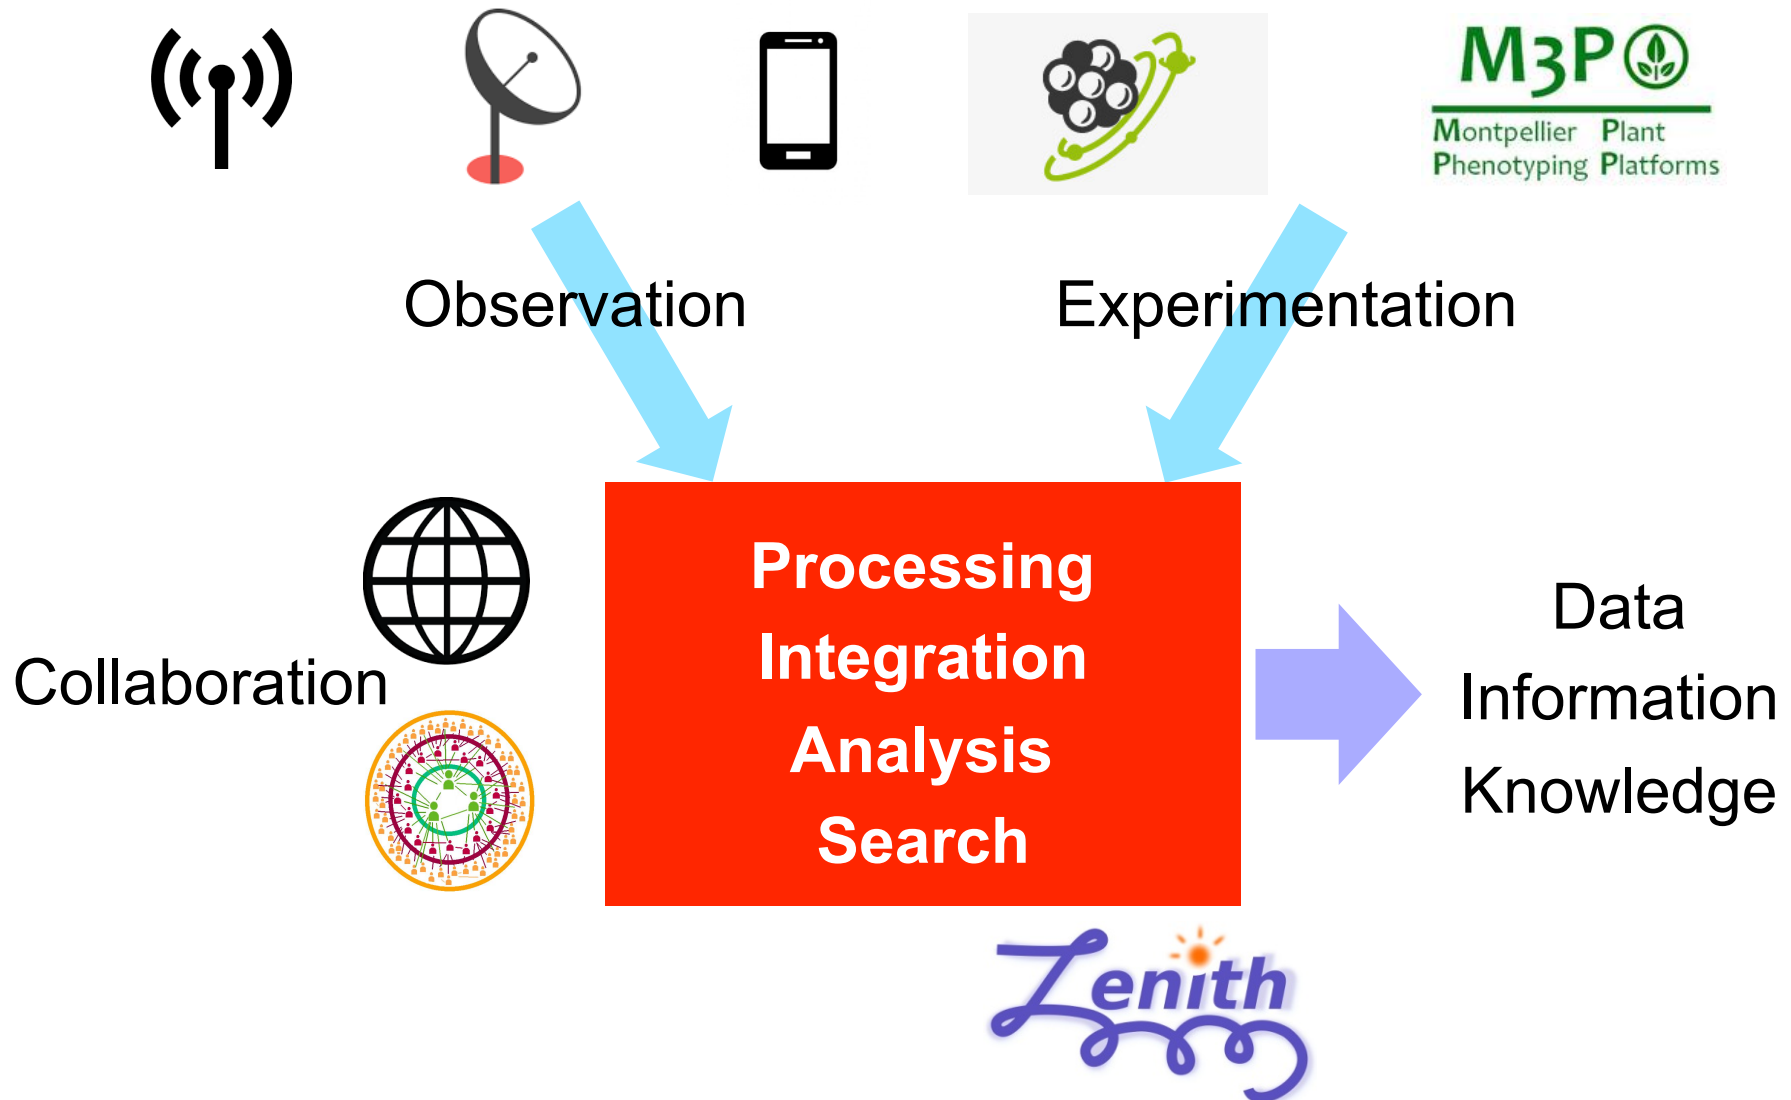 M3P
Montpellier Plant
Phenotyping Platforms
Observation
Experimentation
Collaboration
Processing
Integration
Analysis
Search
Data
Information
Knowledge
Zenith